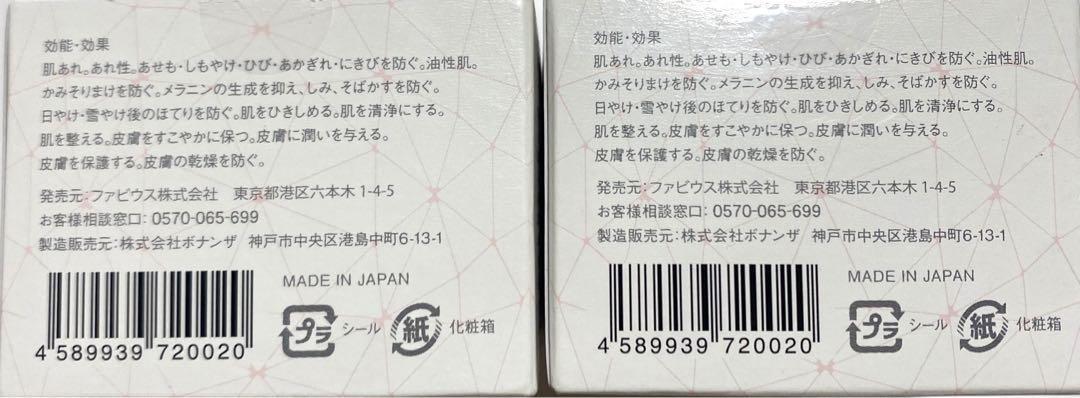 効能・効果
肌あれ。あれ性。あせも・しもやけ・ひび・あかぎれ・にきびを防ぐ。油性肌。
かみそりまけを防ぐ。メラニンの生成を抑え、しみ、そばかすを防ぐ。
日やけ・雪やけ後のほてりを防ぐ。肌をひきしめる。肌を清浄にする。
肌を整える。皮膚をすこやかに保つ。皮膚に潤いを与える。
皮膚を保護する。皮膚の乾燥を防ぐ。
発売元：ファビウス株式会社　東京都港区六本木1-4-5
お客様相談窓口：0570-065-699
製造販売元：株式会社ボナンザ　神戸市中央区港島中町6-13-1
MADE IN JAPAN
プラ シール 紙 化粧箱
4 589939 720020
効能・効果
肌あれ。あれ性。あせも・しもやけ・ひび・あかぎれ・にきびを防ぐ。油性肌。
かみそりまけを防ぐ。メラニンの生成を抑え、しみ、そばかすを防ぐ。
日やけ・雪やけ後のほてりを防ぐ。肌をひきしめる。肌を清浄にする。
肌を整える。皮膚をすこやかに保つ。皮膚に潤いを与える。
皮膚を保護する。皮膚の乾燥を防ぐ。
発売元：ファビウス株式会社　東京都港区六本木1-4-5
お客様相談窓口：0570-065-699
製造販売元：株式会社ボナンザ　神戸市中央区港島中町6-13-1
MADE IN JAPAN
プラ シール 紙 化粧箱
4 589939 720020